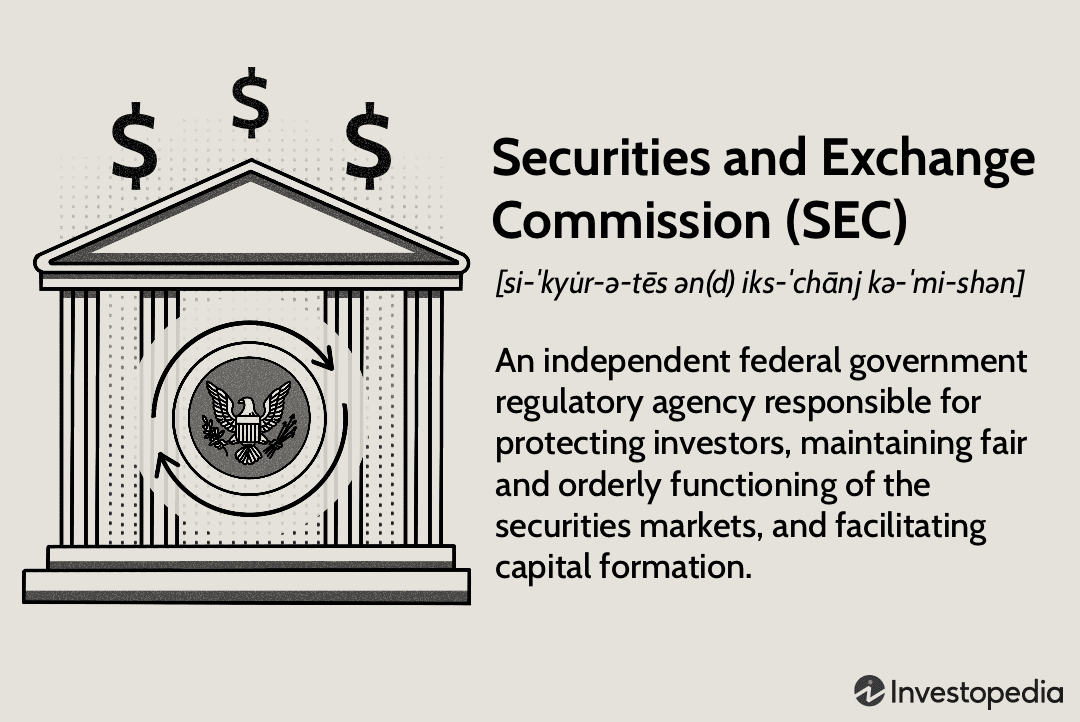 $
$
$
Securities and Exchange
Commission (SEC)
[si-ˈkyu̇r-ə-tēs ən(d) iks-ˈchānj kə-ˈmi-shən]
An independent federal government
regulatory agency responsible for
protecting investors, maintaining fair
and orderly functioning of the
securities markets, and facilitating
capital formation.
Investopedia